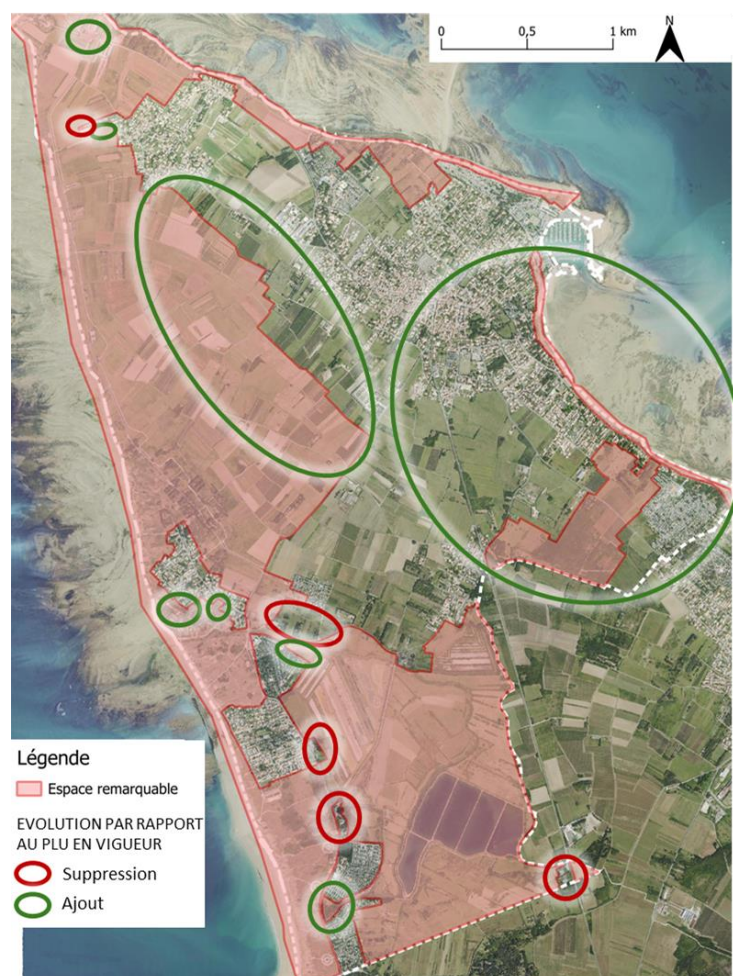 0 0,5 1 km
N
Légende
Espace remarquable
EVOLUTION PAR RAPPORT
AU PLU EN VIGUEUR
Suppression
Ajout